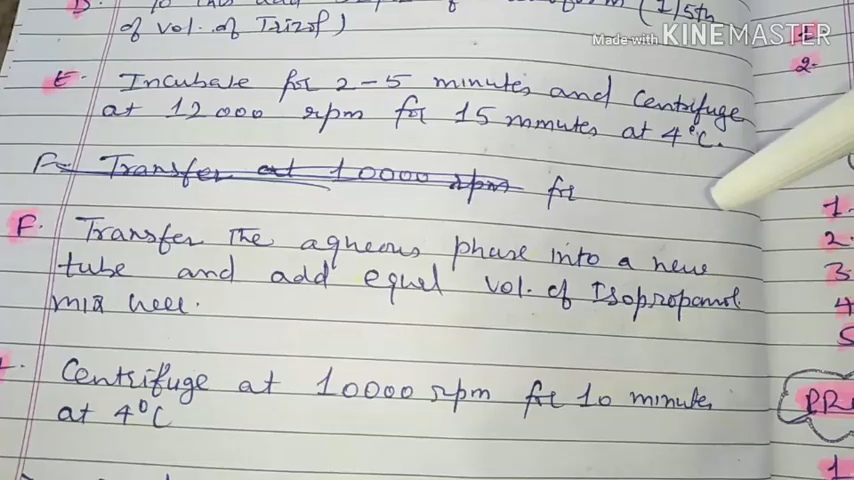 of vol. of Trizol)
(1/5th
E. Incubate for 2-5 minutes and Centrifuge
at 12000 rpm for 15 minutes at 4°C.
F. Transfer at 10000 rpm for
F. Transfer the aqueous phase into a new
tube and add equal vol. of Isopropanol.
mix well.
Centrifuge at 10000 rpm for 10 minutes
at 4°C
Made with KINEMASTER
2.
1.
2.
3.
4
5
PR
1